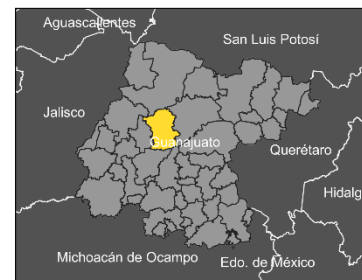 Aguascalientes
San Luis Potosí
Jalisco
Guanajuato
Querétaro
Hidalg
Michoacán de Ocampo
Edo. de México